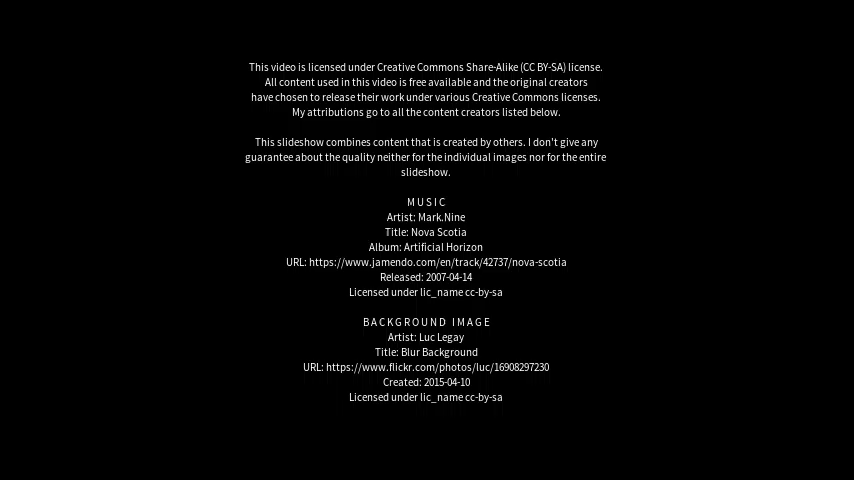 This video is licensed under Creative Commons Share-Alike (CC BY-SA) license.
All content used in this video is free available and the original creators
have chosen to release their work under various Creative Commons licenses.
My attributions go to all the content creators listed below.
This slideshow combines content that is created by others. I don't give any
guarantee about the quality neither for the individual images nor for the entire
slideshow.
MUSIC
Artist: Mark.Nine
Title: Nova Scotia
Album: Artificial Horizon
URL: https://www.jamendo.com/en/track/42737/nova-scotia
Released: 2007-04-14
Licensed under lic_name cc-by-sa
BACKGROUND IMAGE
Artist: Luc Legay
Title: Blur Background
URL: https://www.flickr.com/photos/luc/16908297230
Created: 2015-04-10
Licensed under lic_name cc-by-sa